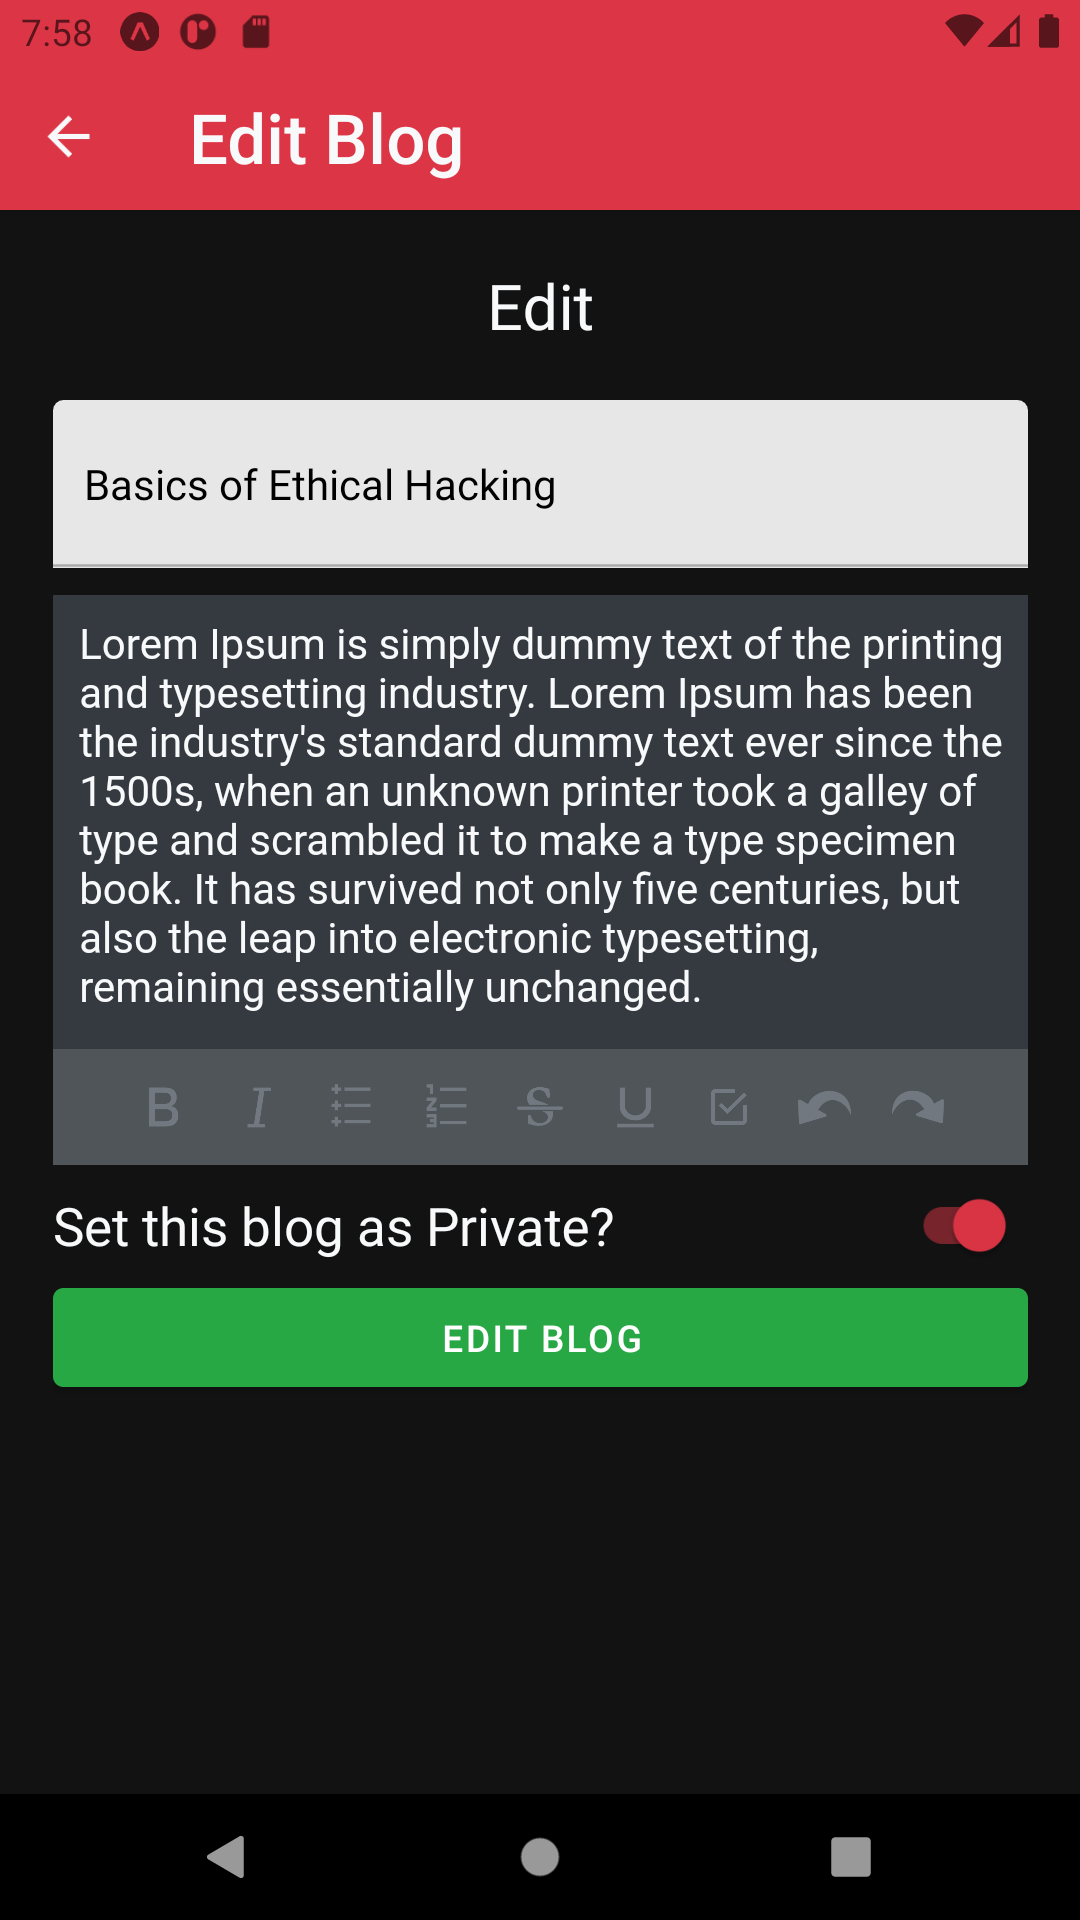 7:58
Edit Blog
Edit
Basics of Ethical Hacking
Lorem Ipsum is simply dummy text of the printing
and typesetting industry. Lorem Ipsum has been
the industry's standard dummy text ever since the
1500s, when an unknown printer took a galley of
type and scrambled it to make a type specimen
book. It has survived not only five centuries, but
also the leap into electronic typesetting,
remaining essentially unchanged.
Set this blog as Private?
EDIT BLOG